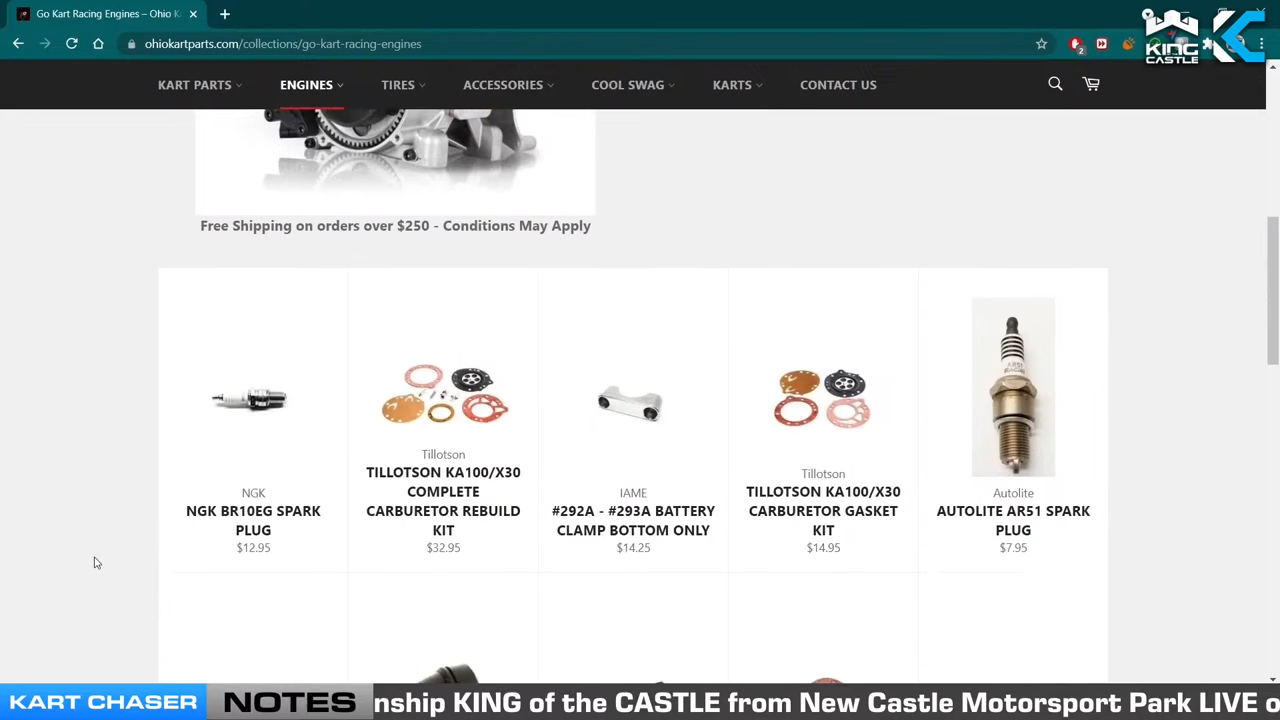 Go Kart Racing Engines – Ohio K
ohiokartparts.com/collections/go-kart-racing-engines
2
KING
CASTLE
KC
KART PARTS
ENGINES
TIRES
ACCESSORIES
COOL SWAG
KARTS
CONTACT US
Free Shipping on orders over $250 - Conditions May Apply
NGK
NGK BR10EG SPARK
PLUG
$12.95
Tillotson
TILLOTSON KA100/X30
COMPLETE
CARBURETOR REBUILD
KIT
$32.95
IAME
#292A - #293A BATTERY
CLAMP BOTTOM ONLY
$14.25
Tillotson
TILLOTSON KA100/X30
CARBURETOR GASKET
KIT
$14.95
Autolite
AUTOLITE AR51 SPARK
PLUG
$7.95
KART CHASER
NOTES
nship KING of the CASTLE from New Castle Motorsport Park LIVE o